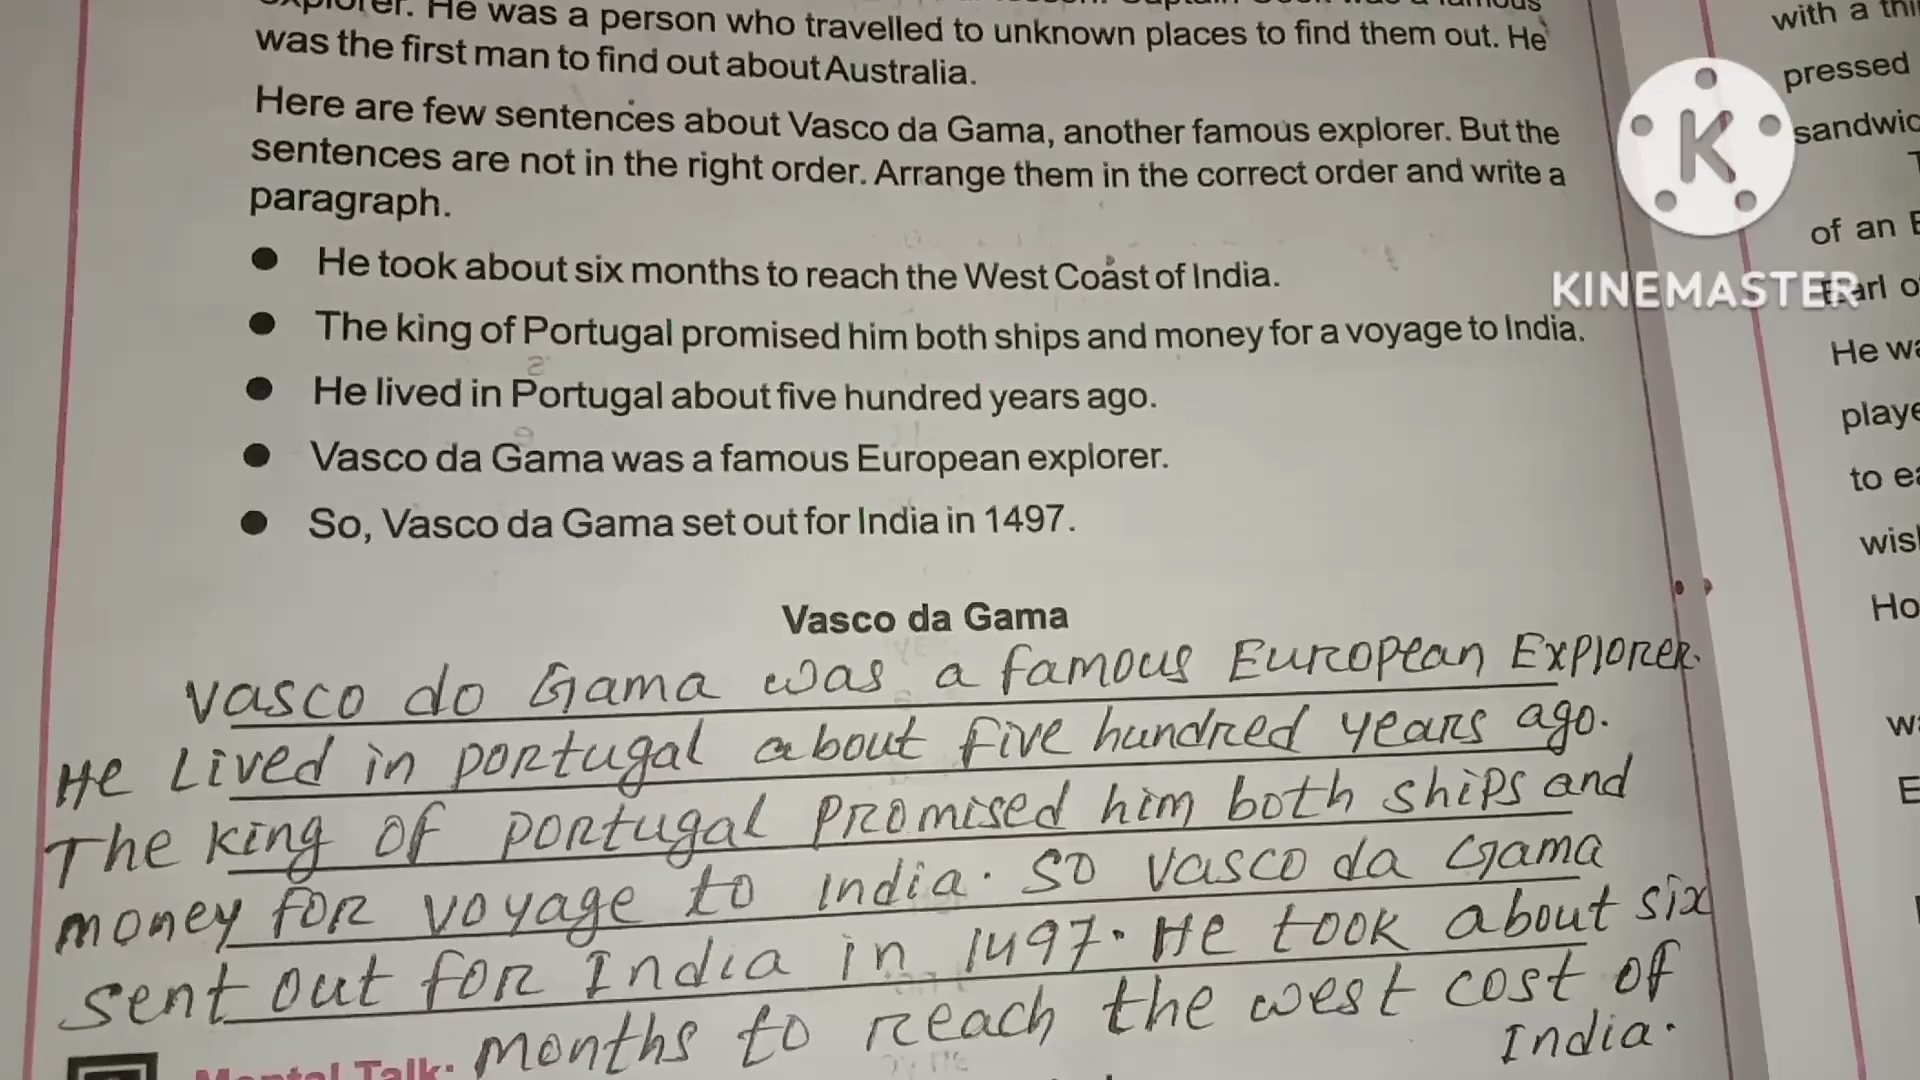 He was a person who travelled to unknown places to find them out. He
was the first man to find out about Australia.
Here are few sentences about Vasco da Gama, another famous explorer. But the
sentences are not in the right order. Arrange them in the correct order and write a
paragraph.
● He took about six months to reach the West Coast of India.
● The king of Portugal promised him both ships and money for a voyage to India.
● He lived in Portugal about five hundred years ago.
● Vasco da Gama was a famous European explorer.
● So, Vasco da Gama set out for India in 1497.
Vasco da Gama
Vasco do Gama was a famous European Explorer.
He Lived in portugal about five hundred years ago.
The king of portugal promised him both ships and
money for voyage to India. So Vasco da Gama
sent out for India in 1497. He took about six
months to reach the west cost of
India.
Mental Talk:
with a
pressed
K
KINEMASTER
of an
He
to
Ho